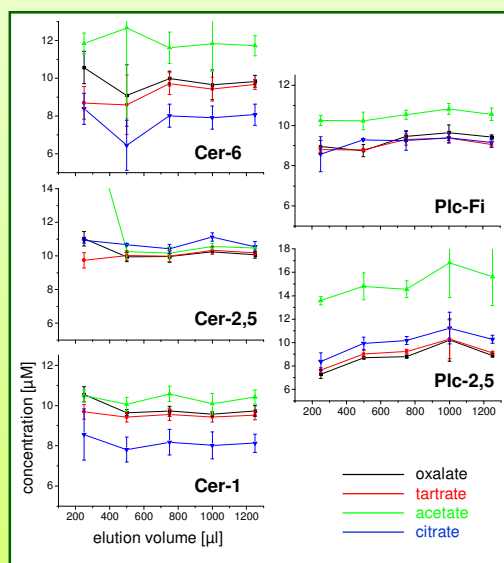 12
10
8
6
Cer-6
14
12
10
Cer-2,5
12
10
8
6
Cer-1
200 400 600 800 1000 1200
elution volume [µl]
concentration [µM]
12
10
8
6
Plc-Fi
18
16
14
12
10
8
6
Plc-2,5
200 400 600 800 1000 1200
oxalate
tartrate
acetate
citrate